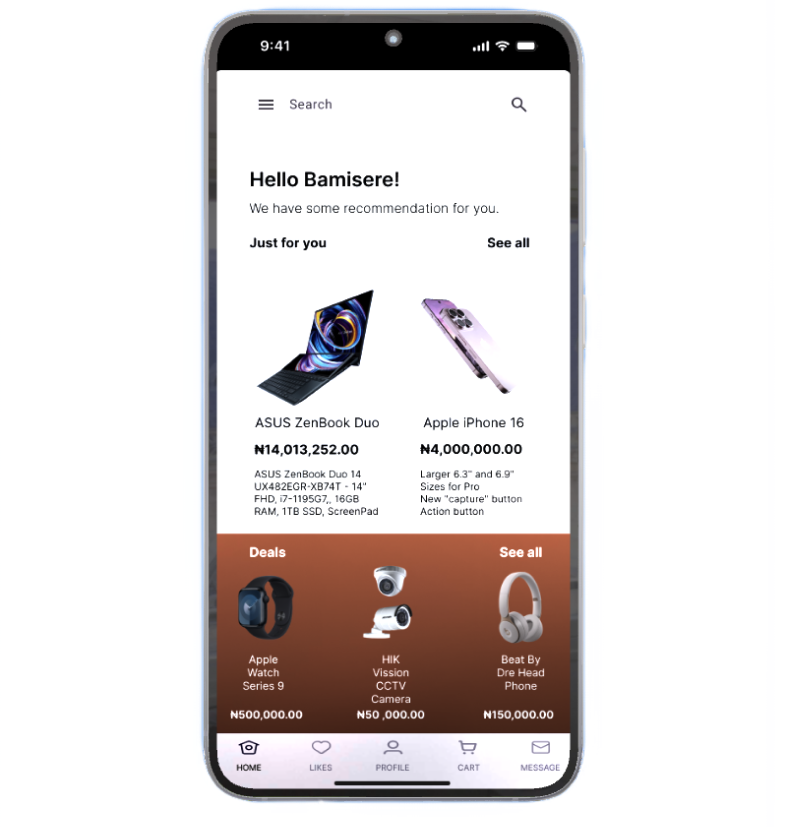 9:41
Search
Hello Bamisere!
We have some recommendation for you.
Just for you
See all
ASUS ZenBook Duo
₦14,013,252.00
ASUS ZenBook Duo 14
UX482EGR-XB74T - 14"
FHD, i7-1195G7,, 16GB
RAM, 1TB SSD, ScreenPad
Apple iPhone 16
₦4,000,000.00
Larger 6.3" and 6.9"
Sizes for Pro
New "capture" button
Action button
Deals
See all
Apple
Watch
Series 9
₦500,000.00
HIK
Vission
CCTV
Camera
₦50 ,000.00
Beat By
Dre Head
Phone
₦150,000.00
HOME
LIKES
PROFILE
CART
MESSAGE